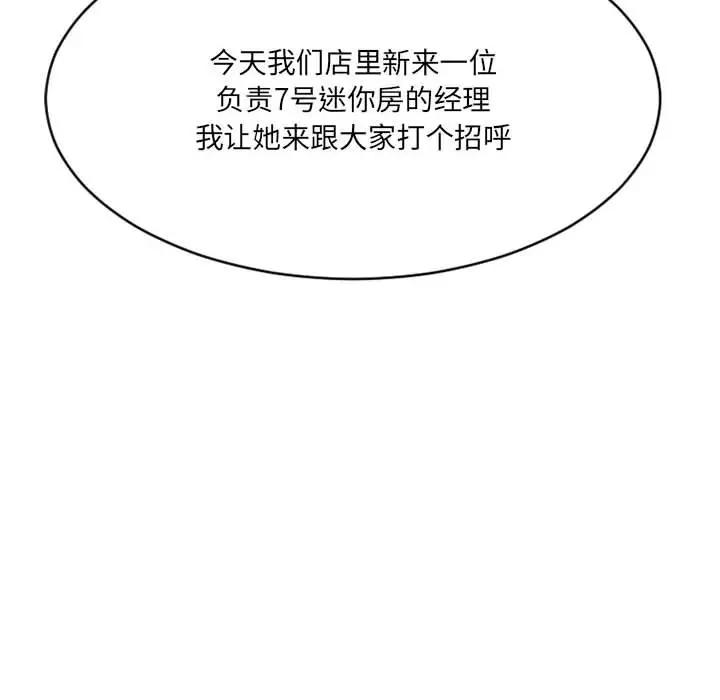 今天我们店里新来一位
负责7号迷你房的经理
我让她来跟大家打个招呼